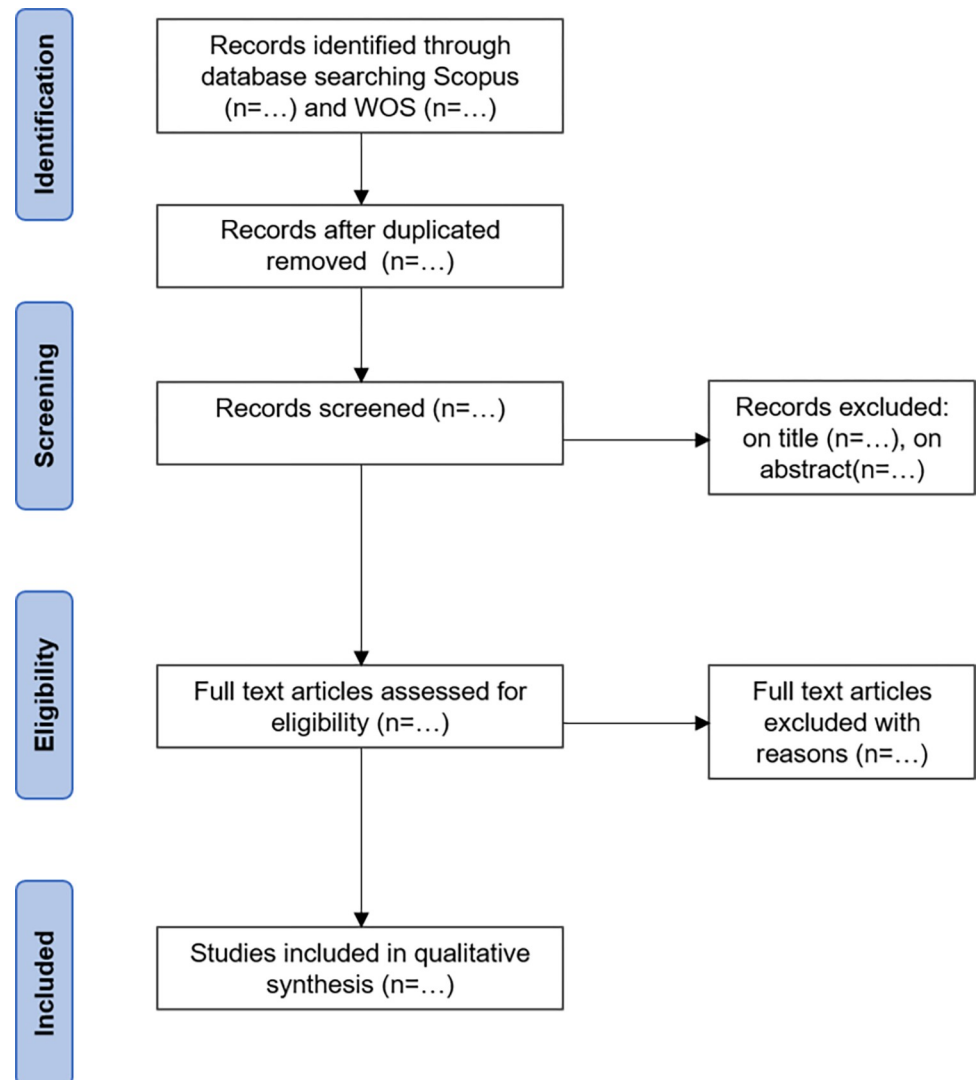 Identification
Records identified through
database searching Scopus
(n=…) and WOS (n=…)
Records after duplicated
removed (n=…)
Screening
Records screened (n=…)
Records excluded:
on title (n=…), on
abstract(n=…)
Eligibility
Full text articles assessed for
eligibility (n=…)
Full text articles
excluded with
reasons (n=…)
Included
Studies included in qualitative
synthesis (n=…)